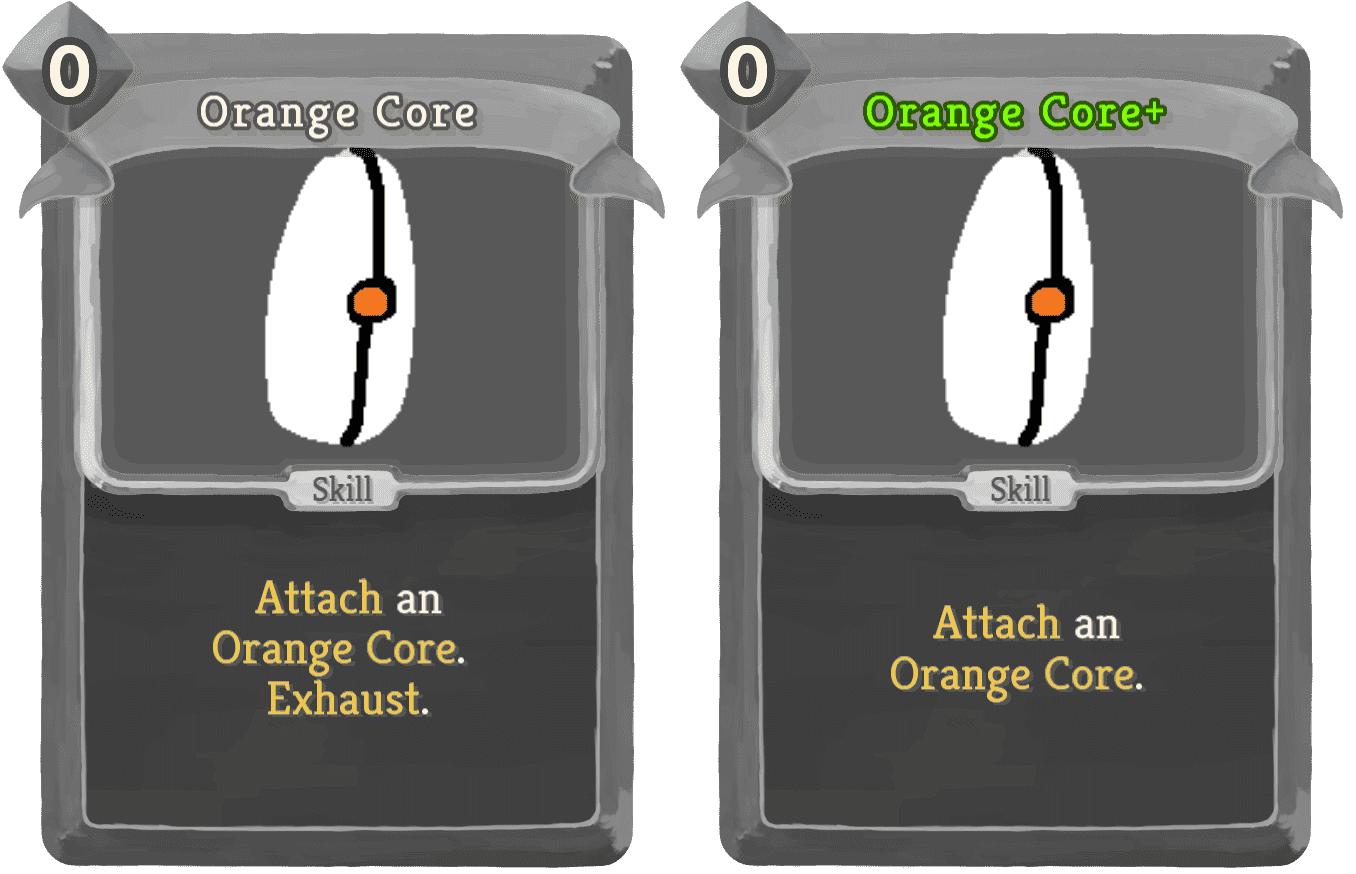 0
Orange Core
Skill
Attach an
Orange Core.
Exhaust.
0
Orange Core+
Skill
Attach an
Orange Core.